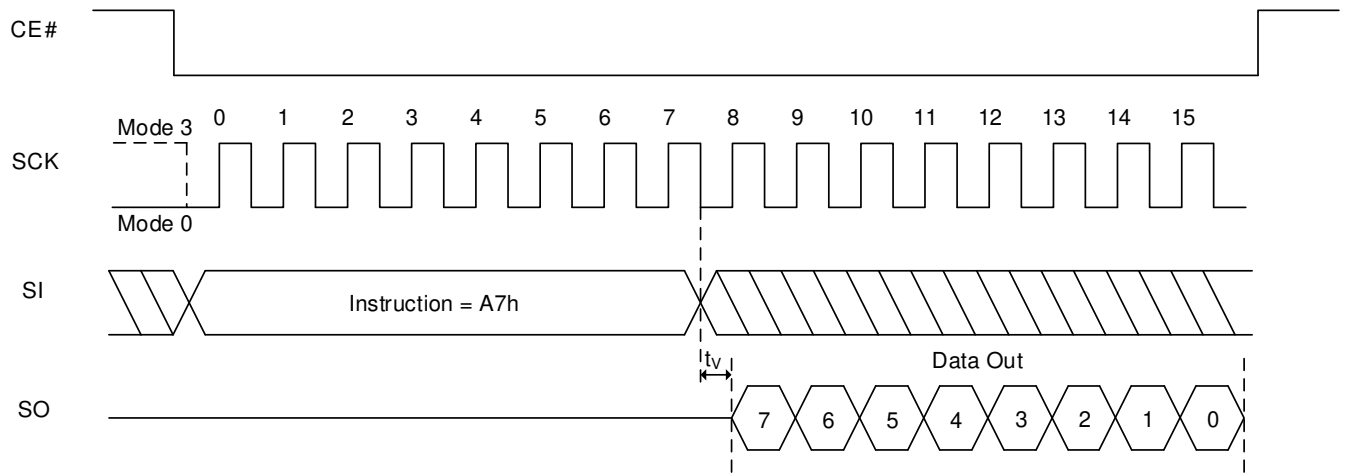 CE#
Mode 3 0 1 2 3 4 5 6 7 8 9 10 11 12 13 14 15
SCK
Mode 0
SI Instruction = A7h
tV Data Out
SO 7 6 5 4 3 2 1 0